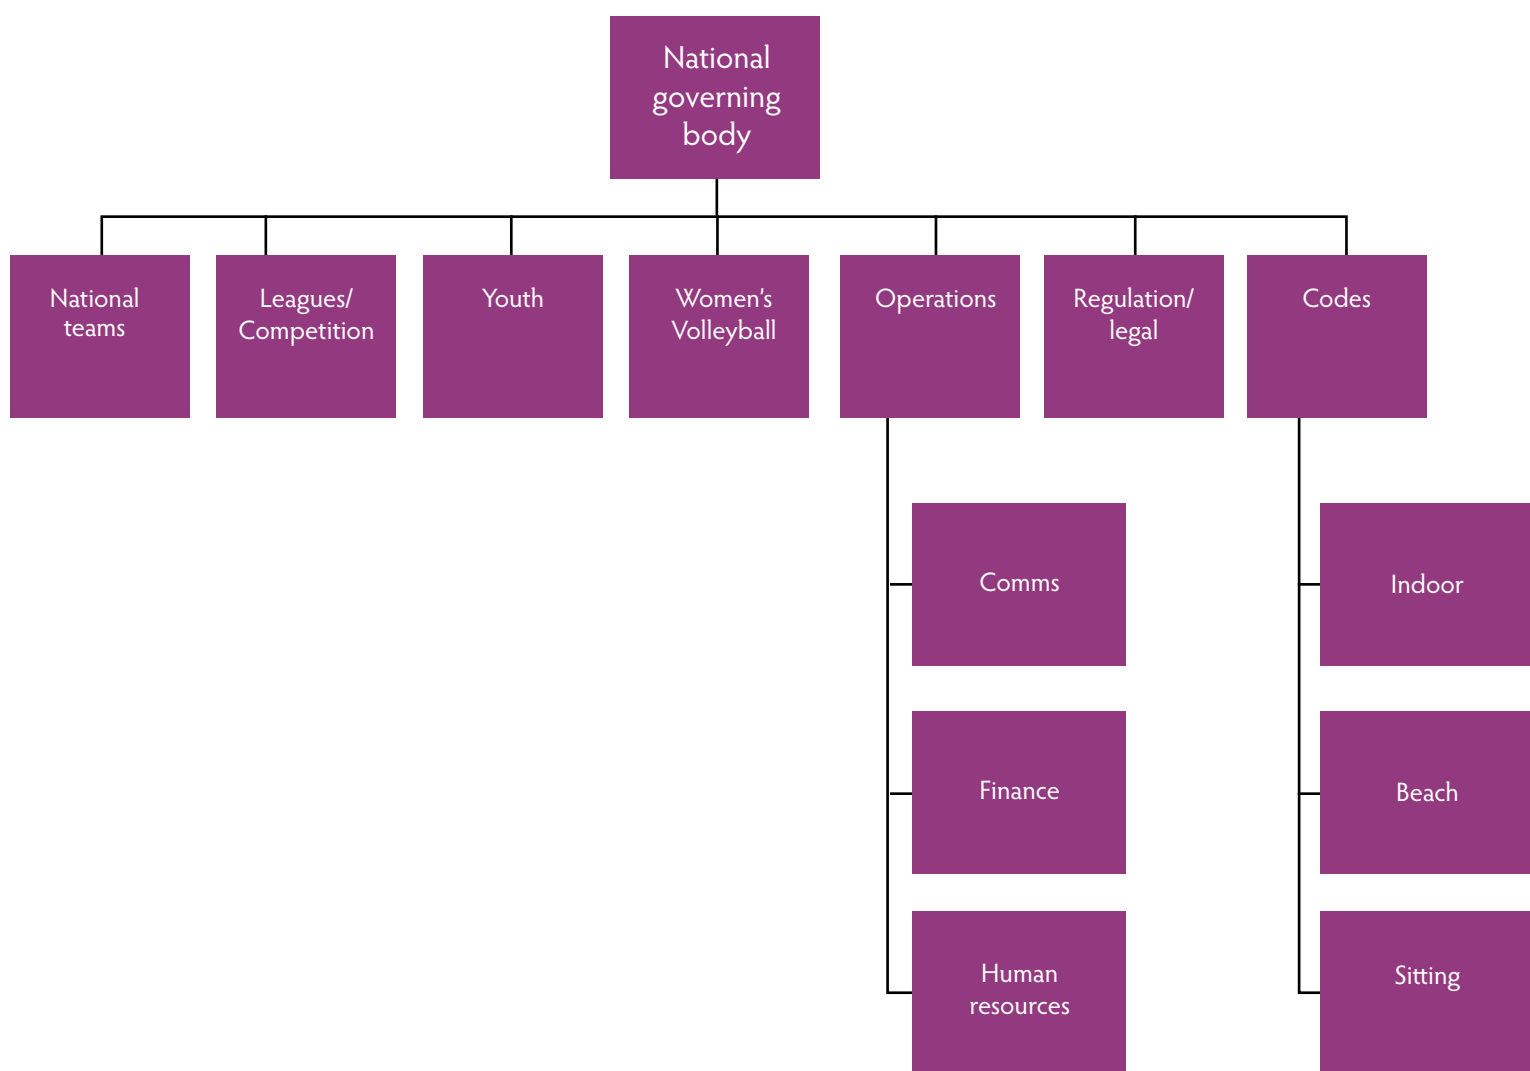 National
governing
body
National
teams
Leagues/
Competition
Youth
Women's
Volleyball
Operations
Regulation/
legal
Codes
Comms
Indoor
Finance
Beach
Human
resources
Sitting